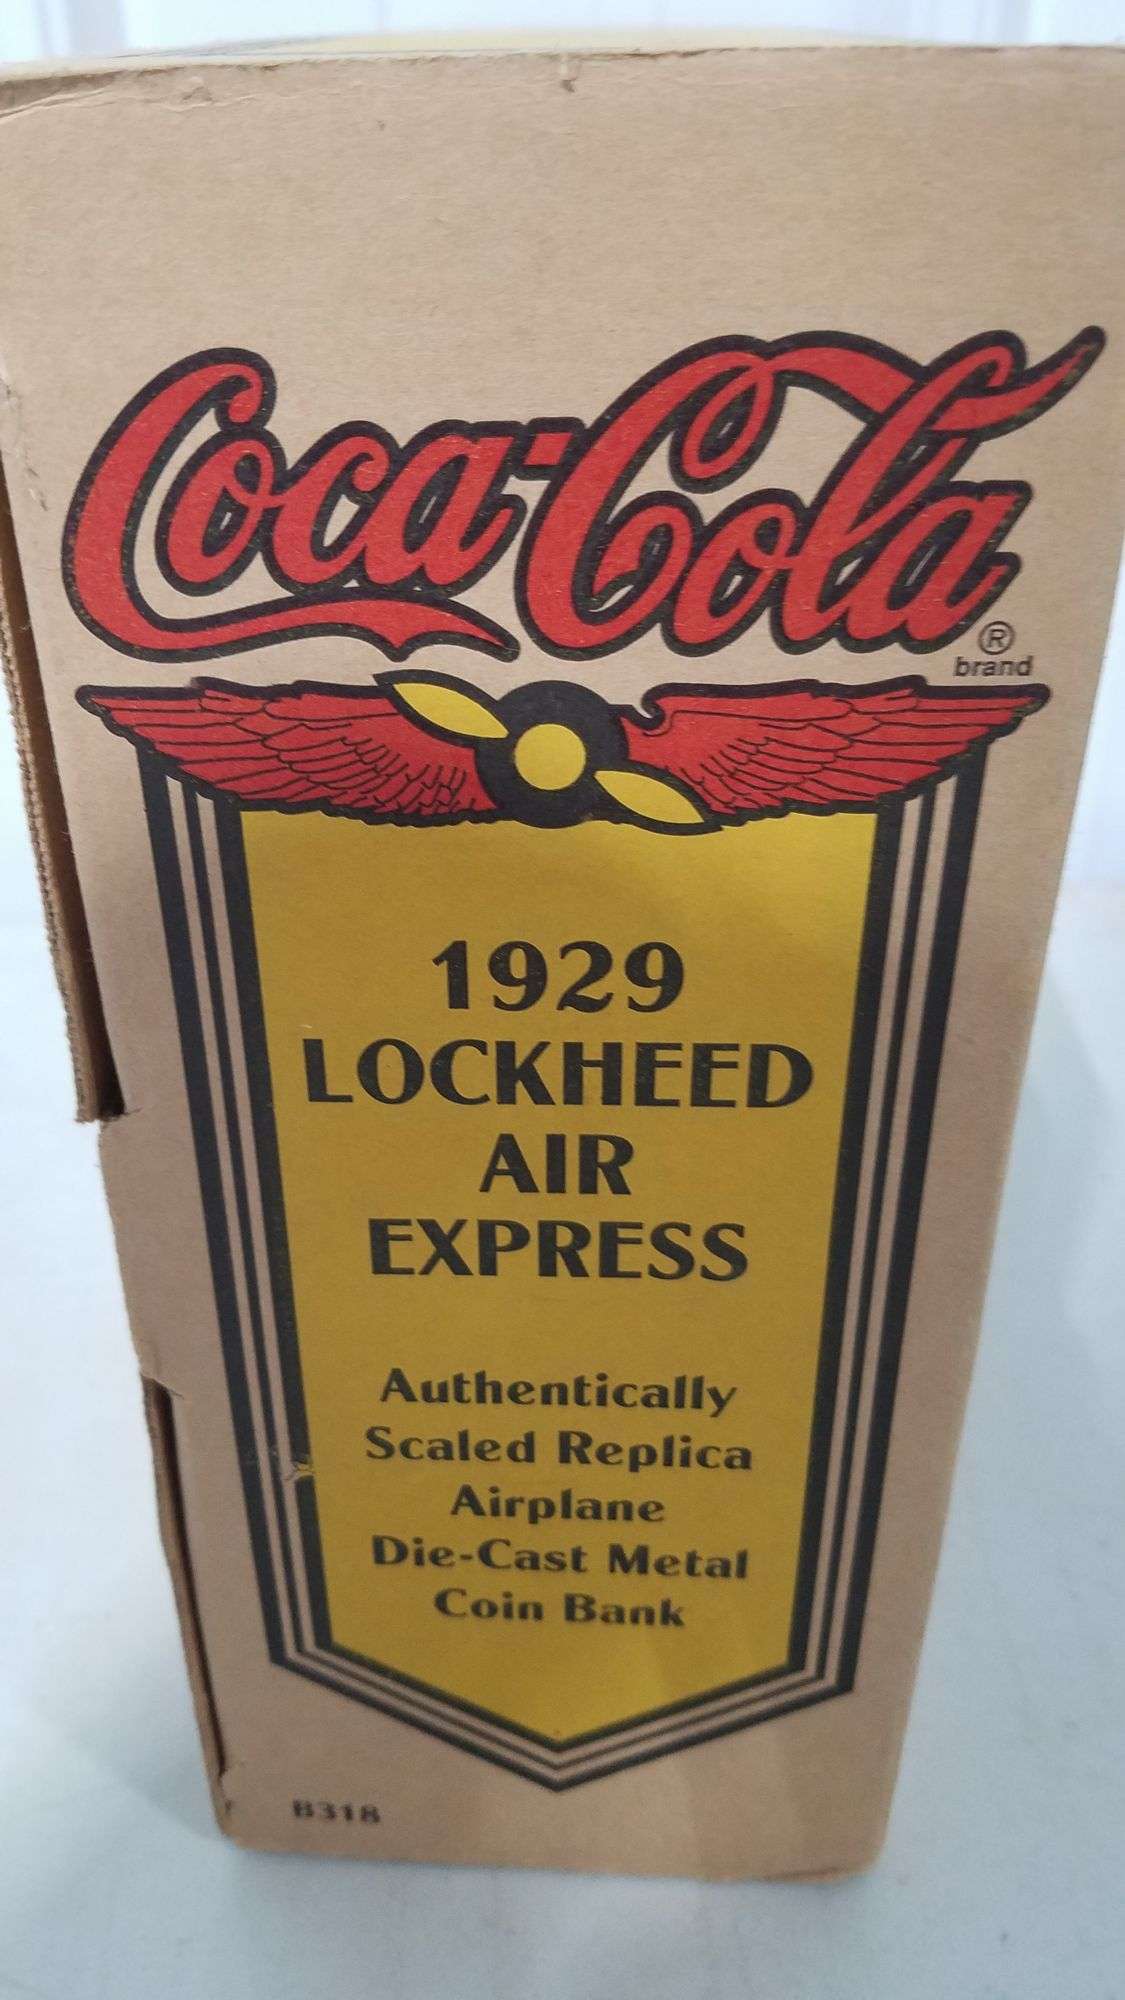 Coca-Cola
®
brand
1929
LOCKHEED
AIR
EXPRESS
Authentically
Scaled Replica
Airplane
Die-Cast Metal
Coin Bank
B318